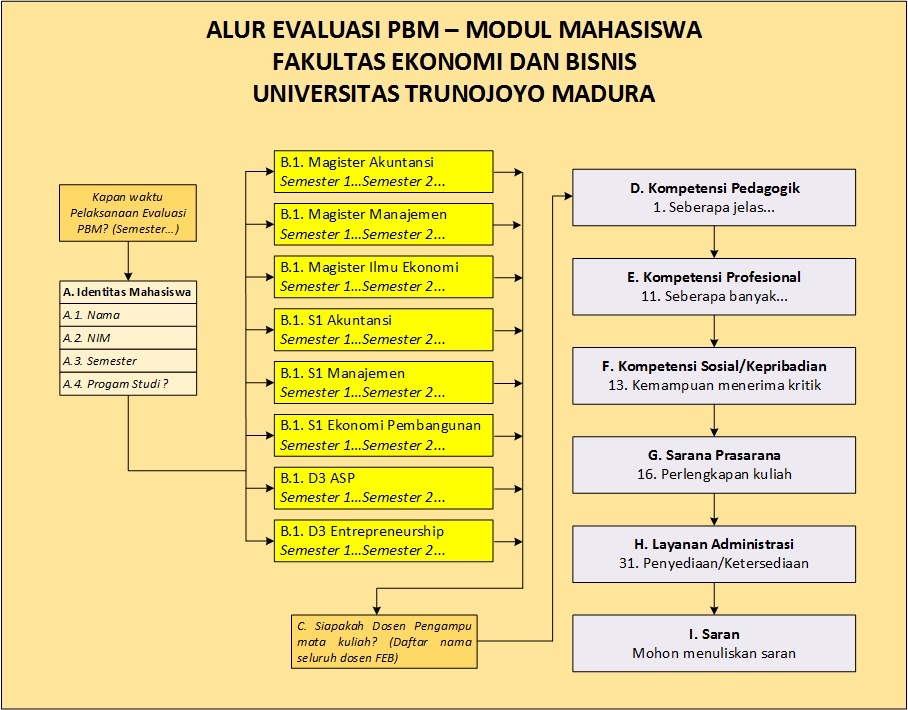 ALUR EVALUASI PBM – MODUL MAHASISWA
FAKULTAS EKONOMI DAN BISNIS
UNIVERSITAS TRUNOJOYO MADURA
Kapan waktu
Pelaksanaan Evaluasi
PBM? (Semester...)
A. Identitas Mahasiswa
A.1. Nama
A.2. NIM
A.3. Semester
A.4. Progam Studi ?
B.1. Magister Akuntansi
Semester 1...Semester 2...
B.1. Magister Manajemen
Semester 1...Semester 2...
B.1. Magister Ilmu Ekonomi
Semester 1...Semester 2...
B.1. S1 Akuntansi
Semester 1...Semester 2...
B.1. S1 Manajemen
Semester 1...Semester 2...
B.1. S1 Ekonomi Pembangunan
Semester 1...Semester 2...
B.1. D3 ASP
Semester 1...Semester 2...
B.1. D3 Entrepreneurship
Semester 1...Semester 2...
C. Siapakah Dosen Pengampu
mata kuliah? (Daftar nama
seluruh dosen FEB)
D. Kompetensi Pedagogik
1. Seberapa jelas...
E. Kompetensi Profesional
11. Seberapa banyak...
F. Kompetensi Sosial/Kepribadian
13. Kemampuan menerima kritik
G. Sarana Prasarana
16. Perlengkapan kuliah
H. Layanan Administrasi
31. Penyediaan/Ketersediaan
I. Saran
Mohon menuliskan saran